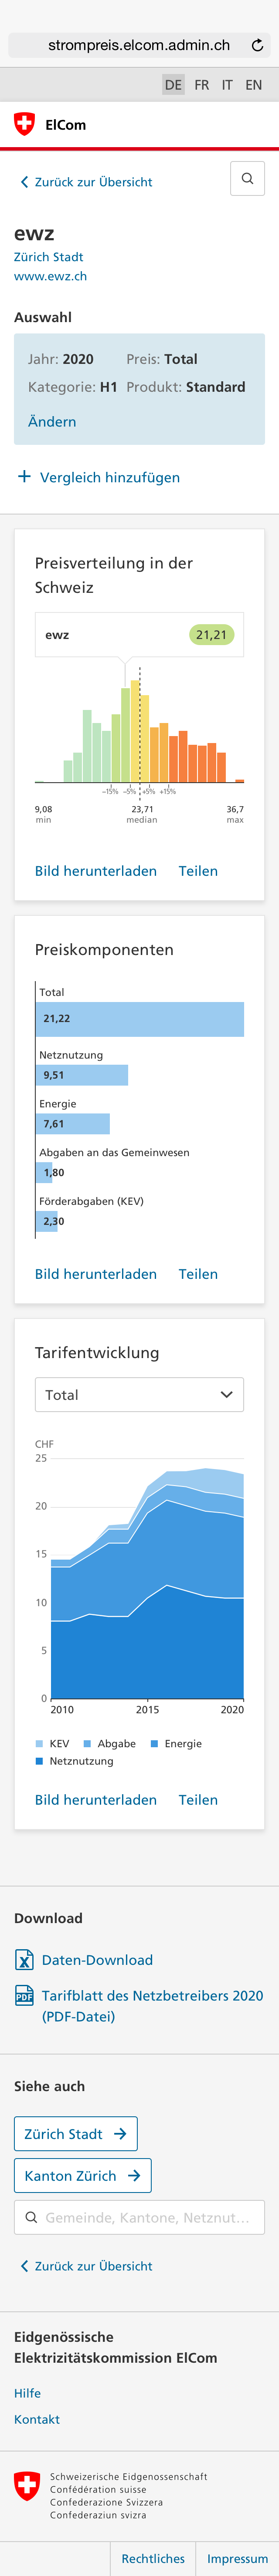 strompreis.elcom.admin.ch
DE FR IT EN
ElCom
Zurück zur Übersicht
ewz
Zürich Stadt
www.ewz.ch
Auswahl
Jahr: 2020 Preis: Total
Kategorie: H1 Produkt: Standard
Ändern
Vergleich hinzufügen
Preisverteilung in der
Schweiz
ewz 21,21
−15% −5% +5% +15%
9,08 23,71 36,7
min median max
Bild herunterladen Teilen
Preiskomponenten
Total
21,22
Netznutzung
9,51
Energie
7,61
Abgaben an das Gemeinwesen
1,80
Förderabgaben (KEV)
2,30
Bild herunterladen Teilen
Tarifentwicklung
Total
CHF
25
20
15
10
5
0
2010 2015 2020
KEV Abgabe Energie
Netznutzung
Bild herunterladen Teilen
Download
Daten-Download
PDF Tarifblatt des Netzbetreibers 2020
(PDF-Datei)
Siehe auch
Zürich Stadt
Kanton Zürich
Gemeinde, Kantone, Netznut…
Zurück zur Übersicht
Eidgenössische
Elektrizitätskommission ElCom
Hilfe
Kontakt
Schweizerische Eidgenossenschaft
Confédération suisse
Confederazione Svizzera
Confederaziun svizra
Rechtliches Impressum